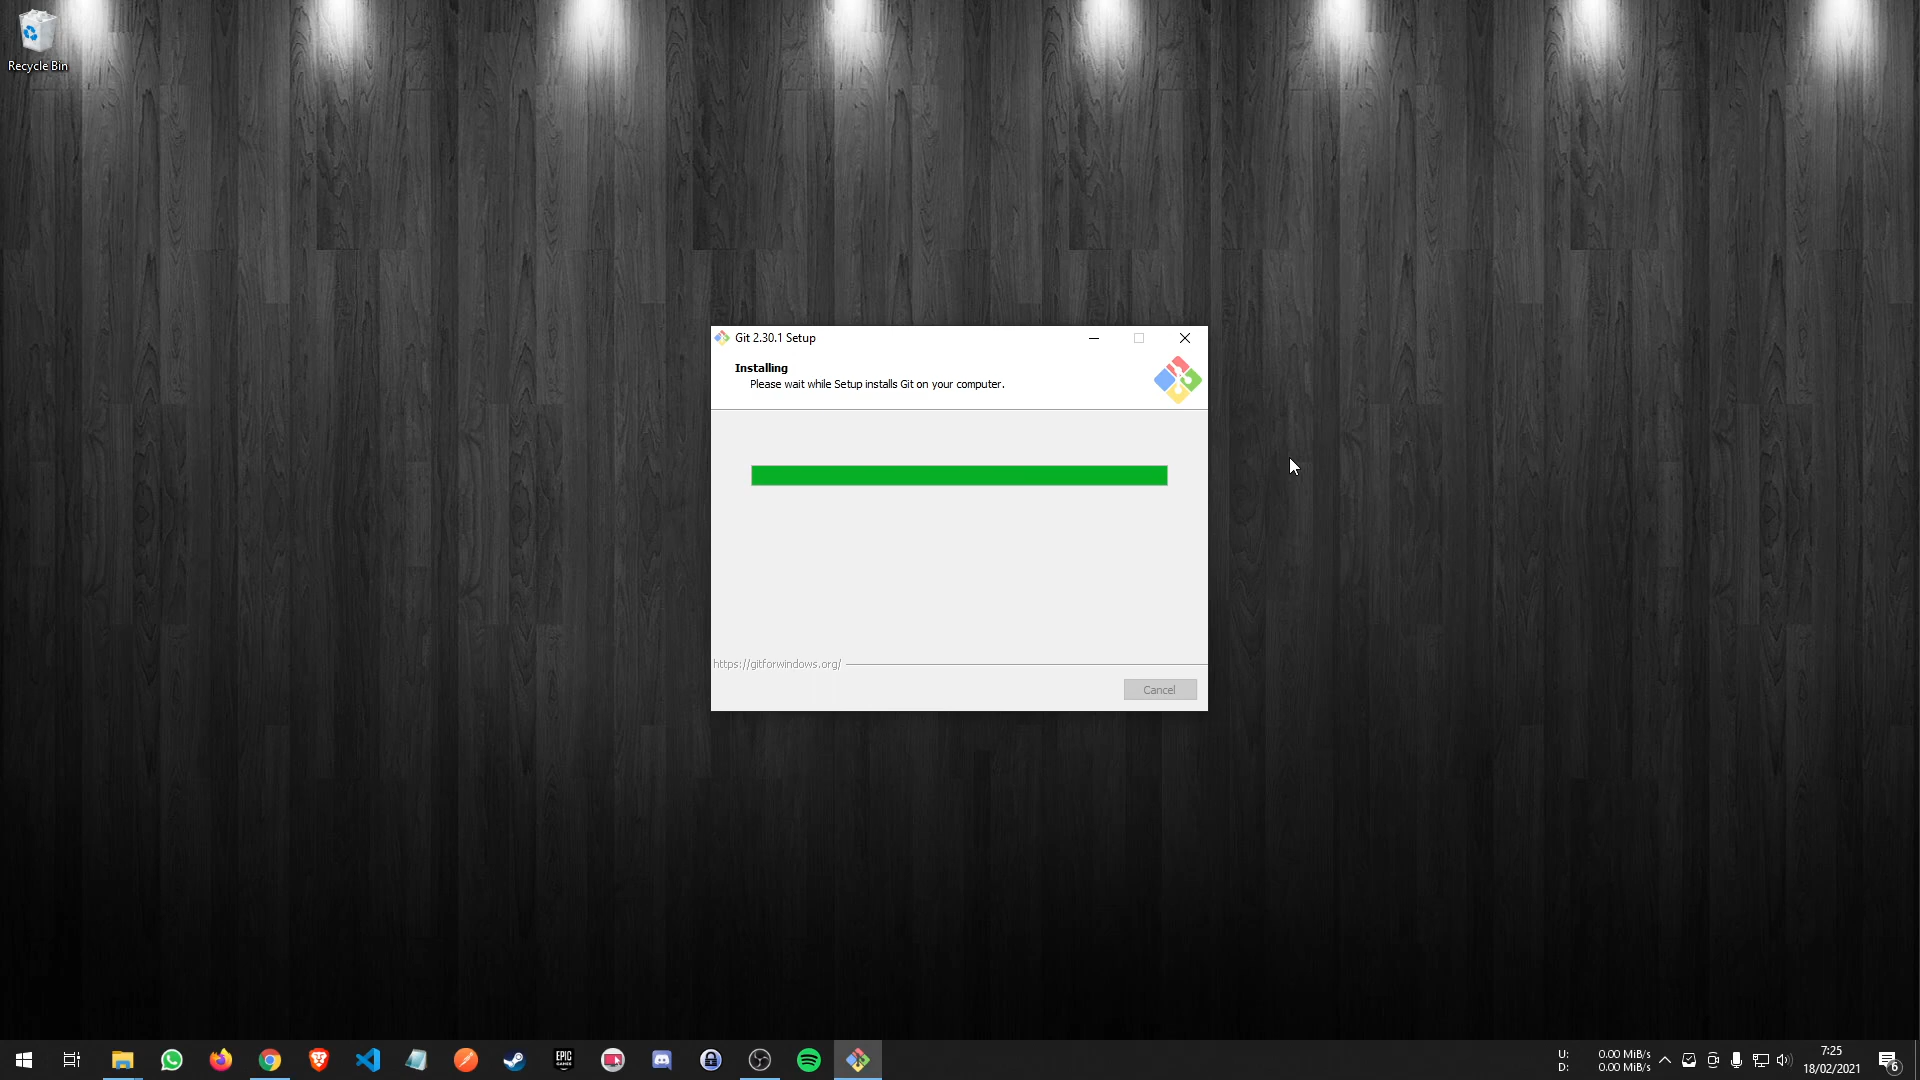 Recycle Bin
Git 2.30.1 Setup
Installing
Please wait while Setup installs Git on your computer.
https://gitforwindows.org/
Cancel
EPIC
GAMES
U: 0.00 MiB/s
D: 0.00 MiB/s
7:25
18/02/2021
6